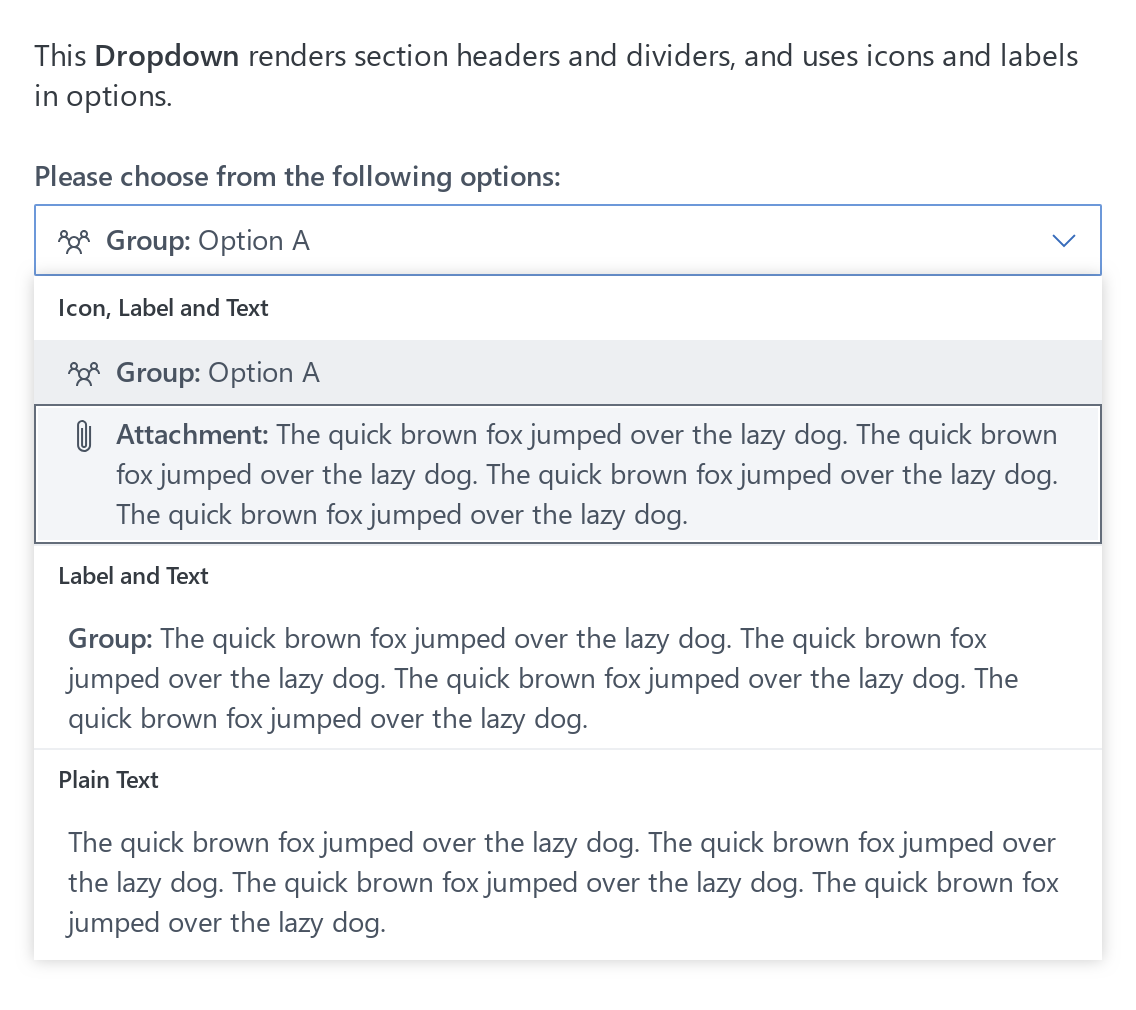 This Dropdown renders section headers and dividers, and uses icons and labels
in options.
Please choose from the following options:
Group: Option A
Icon, Label and Text
Group: Option A
Attachment: The quick brown fox jumped over the lazy dog. The quick brown
fox jumped over the lazy dog. The quick brown fox jumped over the lazy dog.
The quick brown fox jumped over the lazy dog.
Label and Text
Group: The quick brown fox jumped over the lazy dog. The quick brown fox
jumped over the lazy dog. The quick brown fox jumped over the lazy dog. The
quick brown fox jumped over the lazy dog.
Plain Text
The quick brown fox jumped over the lazy dog. The quick brown fox jumped over
the lazy dog. The quick brown fox jumped over the lazy dog. The quick brown fox
jumped over the lazy dog.